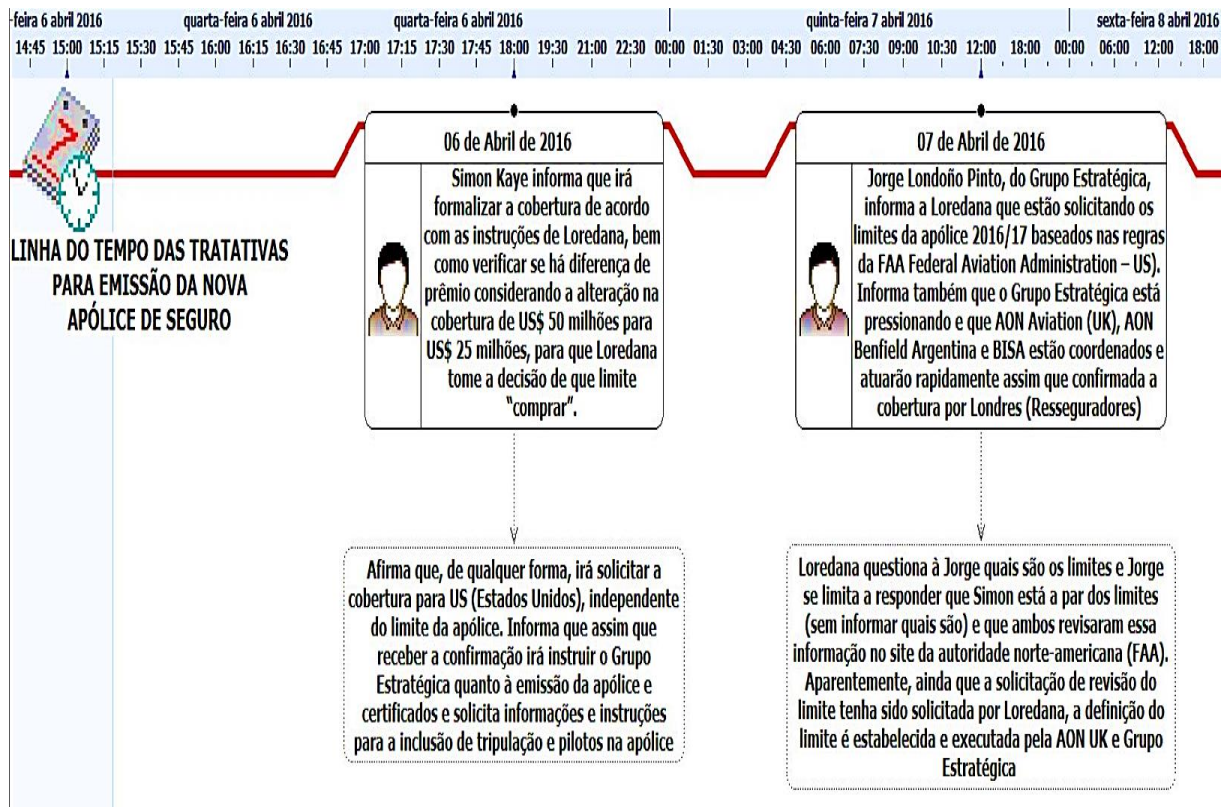 -feira 6 abril 2016 quarta-feira 6 abril 2016 quarta-feira 6 abril 2016 quinta-feira 7 abril 2016 sexta-feira 8 abril 2016
14:45 15:00 15:15 15:30 15:45 16:00 16:15 16:30 16:45 17:00 17:15 17:30 17:45 18:00 19:30 21:00 22:30 00:00 01:30 03:00 04:30 06:00 07:30 09:00 10:30 12:00 18:00 00:00 06:00 12:00 18:00
LINHA DO TEMPO DAS TRATATIVAS
PARA EMISSÃO DA NOVA
APÓLICE DE SEGURO
06 de Abril de 2016
Simon Kaye informa que irá
formalizar a cobertura de acordo
com as instruções de Loredana, bem
como verificar se há diferença de
prêmio considerando a alteração na
cobertura de US$ 50 milhões para
US$ 25 milhões, para que Loredana
tome a decisão de que limite
“comprar”.
Afirma que, de qualquer forma, irá solicitar a
cobertura para US (Estados Unidos), independente
do limite da apólice. Informa que assim que
receber a confirmação irá instruir o Grupo
Estratégica quanto à emissão da apólice e
certificados e solicita informações e instruções
para a inclusão de tripulação e pilotos na apólice
07 de Abril de 2016
Jorge Londoño Pinto, do Grupo Estratégica,
informa a Loredana que estão solicitando os
limites da apólice 2016/17 baseados nas regras
da FAA Federal Aviation Administration – US).
Informa também que o Grupo Estratégica está
pressionando e que AON Aviation (UK), AON
Benfield Argentina e BISA estão coordenados e
atuarão rapidamente assim que confirmada a
cobertura por Londres (Resseguradores)
Loredana questiona à Jorge quais são os limites e Jorge
se limita a responder que Simon está a par dos limites
(sem informar quais são) e que ambos revisaram essa
informação no site da autoridade norte-americana (FAA).
Aparentemente, ainda que a solicitação de revisão do
limite tenha sido solicitada por Loredana, a definição do
limite é estabelecida e executada pela AON UK e Grupo
Estratégica